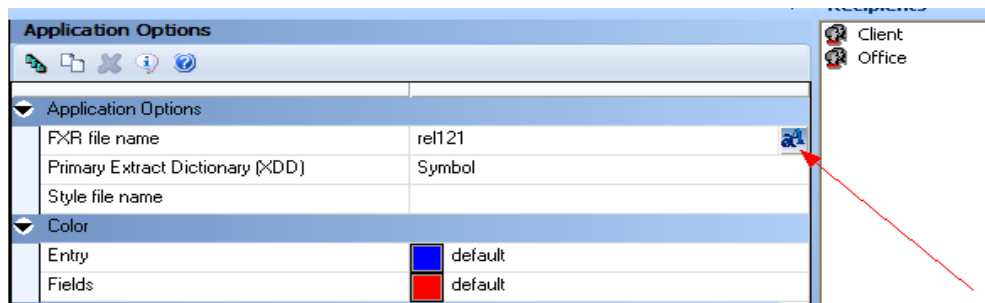 Recipients
Application Options
Client
Office
Application Options
FXR file name rel121
Primary Extract Dictionary (XDD) Symbol
Style file name
Color
Entry default
Fields default